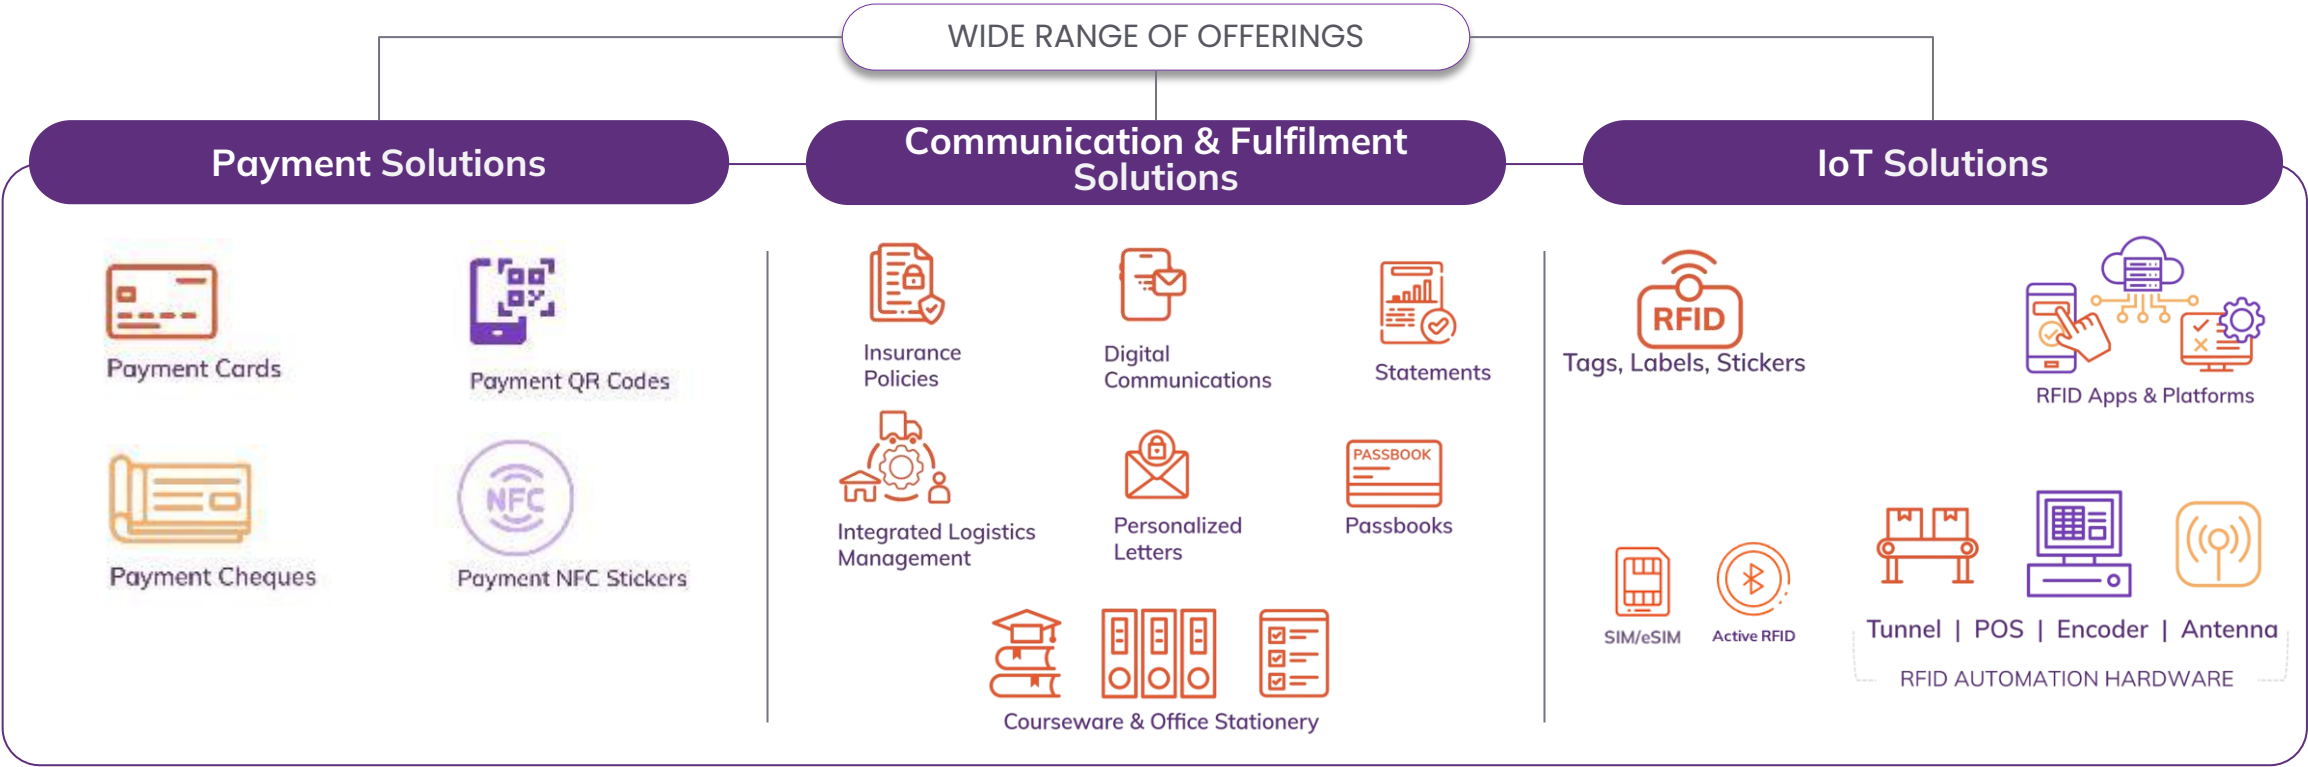 WIDE RANGE OF OFFERINGS
Payment Solutions
Payment Cards
Payment QR Codes
Payment Cheques
NFC
Payment NFC Stickers
Communication & Fulfilment
Solutions
Insurance
Policies
Digital
Communications
Statements
Integrated Logistics
Management
Personalized
Letters
PASSBOOK
Passbooks
Courseware & Office Stationery
IoT Solutions
RFID
Tags, Labels, Stickers
RFID Apps & Platforms
SIM/eSIM
Active RFID
Tunnel | POS | Encoder | Antenna
RFID AUTOMATION HARDWARE